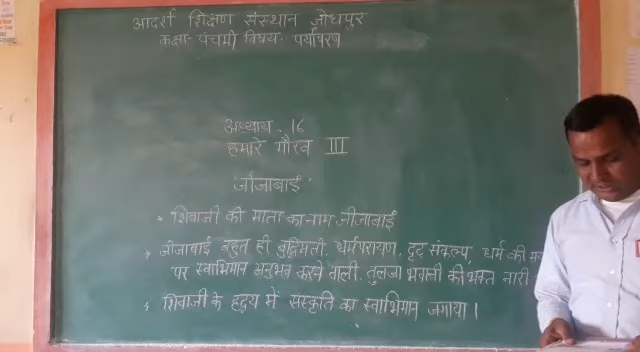 आदर्श शिक्षण संस्थान जोधपुर
कक्षा- पंचमी विषय- पर्यावरण
अध्याय - 16
हमारे गौरव III
'जीजाबाई'
• शिवाजी की माता का नाम जीजाबाई
• जीजाबाई बहुत ही बुद्धिमती, धर्मपरायण, दृढ संकल्प, धर्म की
पर स्वाभिमान अनुभव करने वाली, तुलजा भवानी की भक्त नारी
• शिवाजी के हृदय में संस्कृति का स्वाभिमान जगाया ।